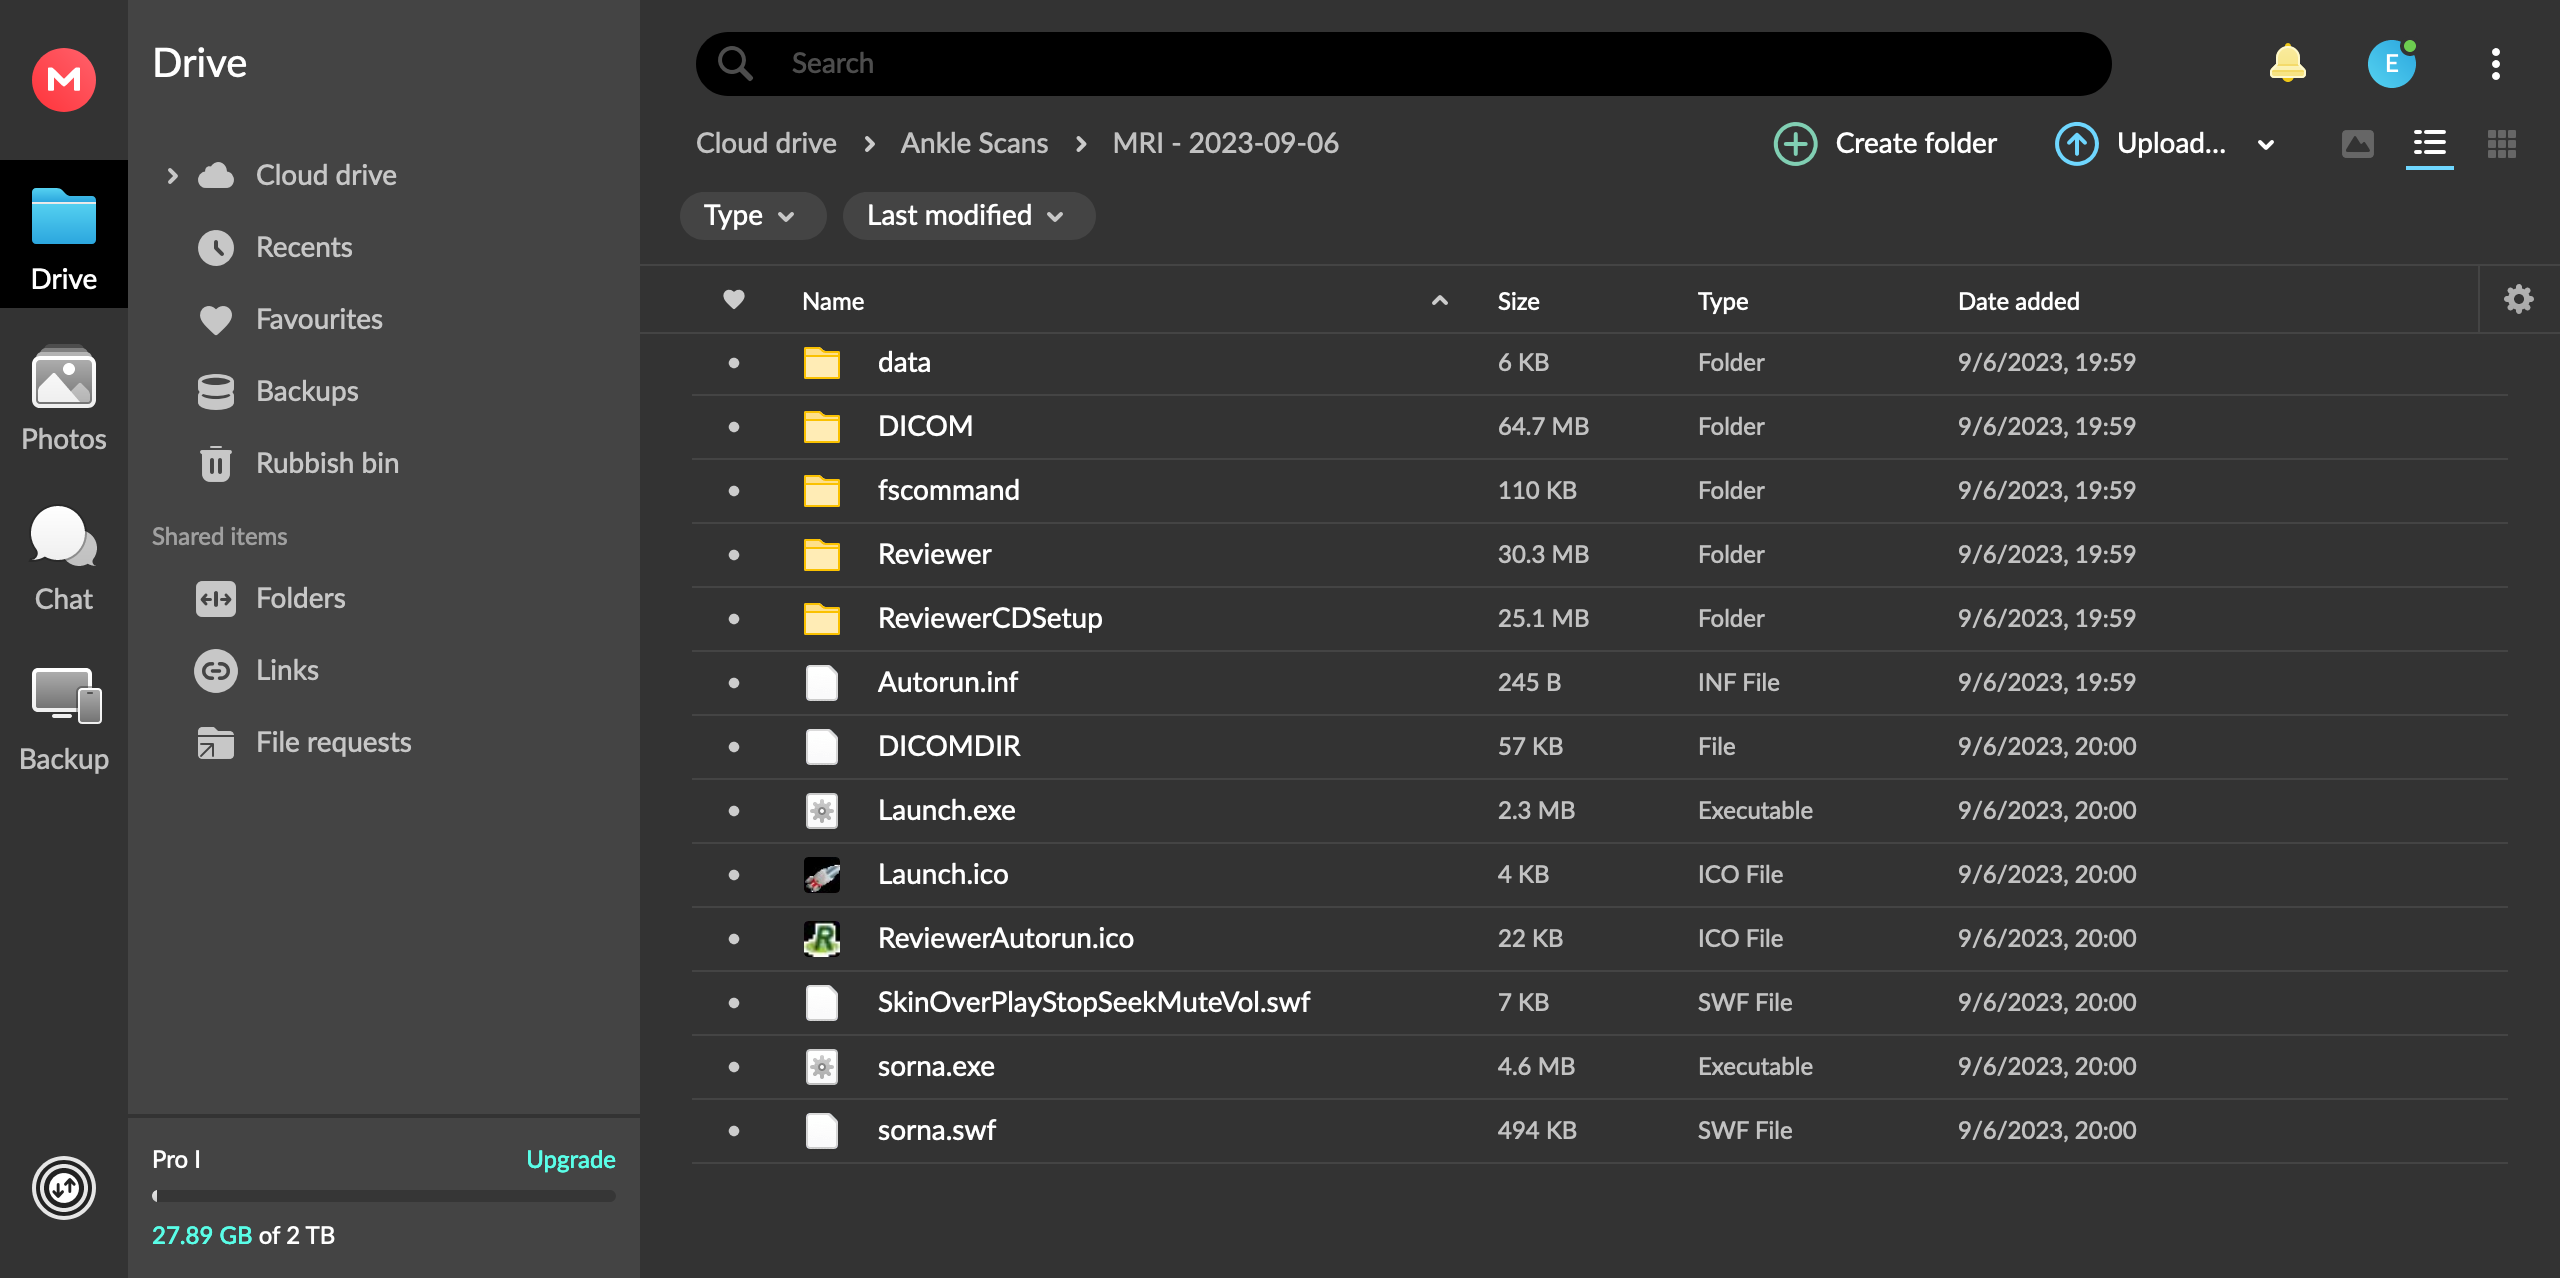 Drive
Search
E
Cloud drive
Ankle Scans
MRI - 2023-09-06
Create folder
Upload...
Type
Last modified
Drive
Photos
Chat
Backup
Cloud drive
Recents
Favourites
Backups
Rubbish bin
Shared items
Folders
Links
File requests
Pro I
Upgrade
27.89 GB of 2 TB
Name Size Type Date added
data 6 KB Folder 9/6/2023, 19:59
DICOM 64.7 MB Folder 9/6/2023, 19:59
fscommand 110 KB Folder 9/6/2023, 19:59
Reviewer 30.3 MB Folder 9/6/2023, 19:59
ReviewerCDSetup 25.1 MB Folder 9/6/2023, 19:59
Autorun.inf 245 B INF File 9/6/2023, 19:59
DICOMDIR 57 KB File 9/6/2023, 20:00
Launch.exe 2.3 MB Executable 9/6/2023, 20:00
Launch.ico 4 KB ICO File 9/6/2023, 20:00
ReviewerAutorun.ico 22 KB ICO File 9/6/2023, 20:00
SkinOverPlayStopSeekMuteVol.swf 7 KB SWF File 9/6/2023, 20:00
sorna.exe 4.6 MB Executable 9/6/2023, 20:00
sorna.swf 494 KB SWF File 9/6/2023, 20:00